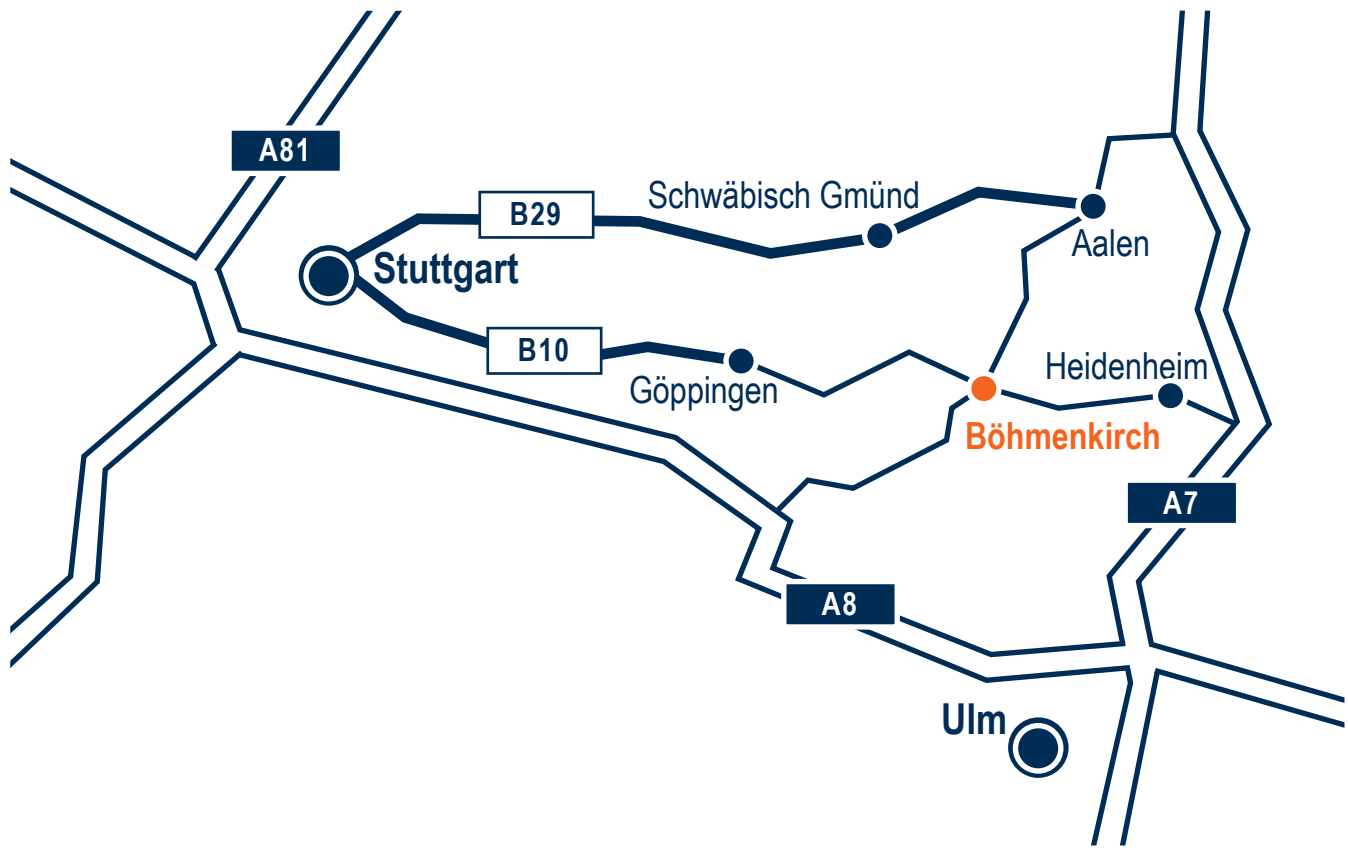 A81
Schwäbisch Gmünd
B29
Aalen
Stuttgart
B10
Heidenheim
Göppingen
Böhmenkirch
A7
A8
Ulm